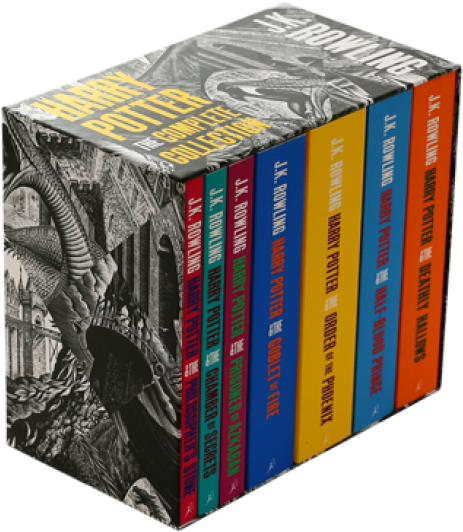 J.K. ROWLING
HARRY
POTTER
THE COMPLETE
COLLECTION
J.K. ROWLING HARRY POTTER AND THE PHILOSOPHER'S STONE
J.K. ROWLING HARRY POTTER AND THE CHAMBER OF SECRETS
J.K. ROWLING HARRY POTTER AND THE PRISONER OF AZKABAN
J.K. ROWLING HARRY POTTER AND THE GOBLET OF FIRE
J.K. ROWLING HARRY POTTER AND THE ORDER OF THE PHOENIX
J.K. ROWLING HARRY POTTER AND THE HALF-BLOOD PRINCE
J.K. ROWLING HARRY POTTER AND THE DEATHLY HALLOWS